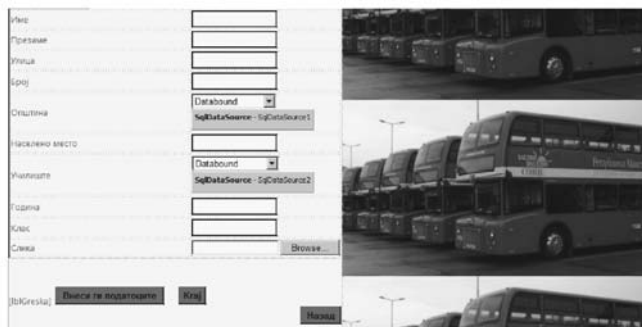 Име
Презиме
Улица
Број
Databound
Општина
SqlDataSource - SqlDataSource1
Населено место
Databound
Училиште
SqlDataSource - SqlDataSource2
Година
Клас
Слика Browse...
[lblGreska] Внеси ги податоците Kraj
Назад